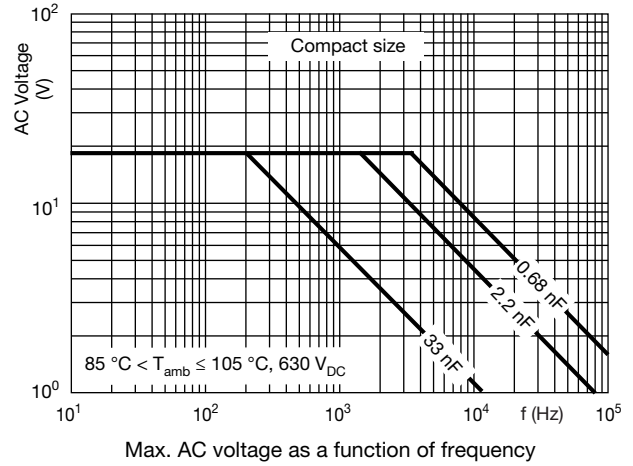 10²
Compact size
AC Voltage
(V)
10¹
0.68 nF
2.2 nF
33 nF
85 °C < Tamb ≤ 105 °C, 630 VDC
10⁰
10¹ 10² 10³ 10⁴ f (Hz) 10⁵
Max. AC voltage as a function of frequency